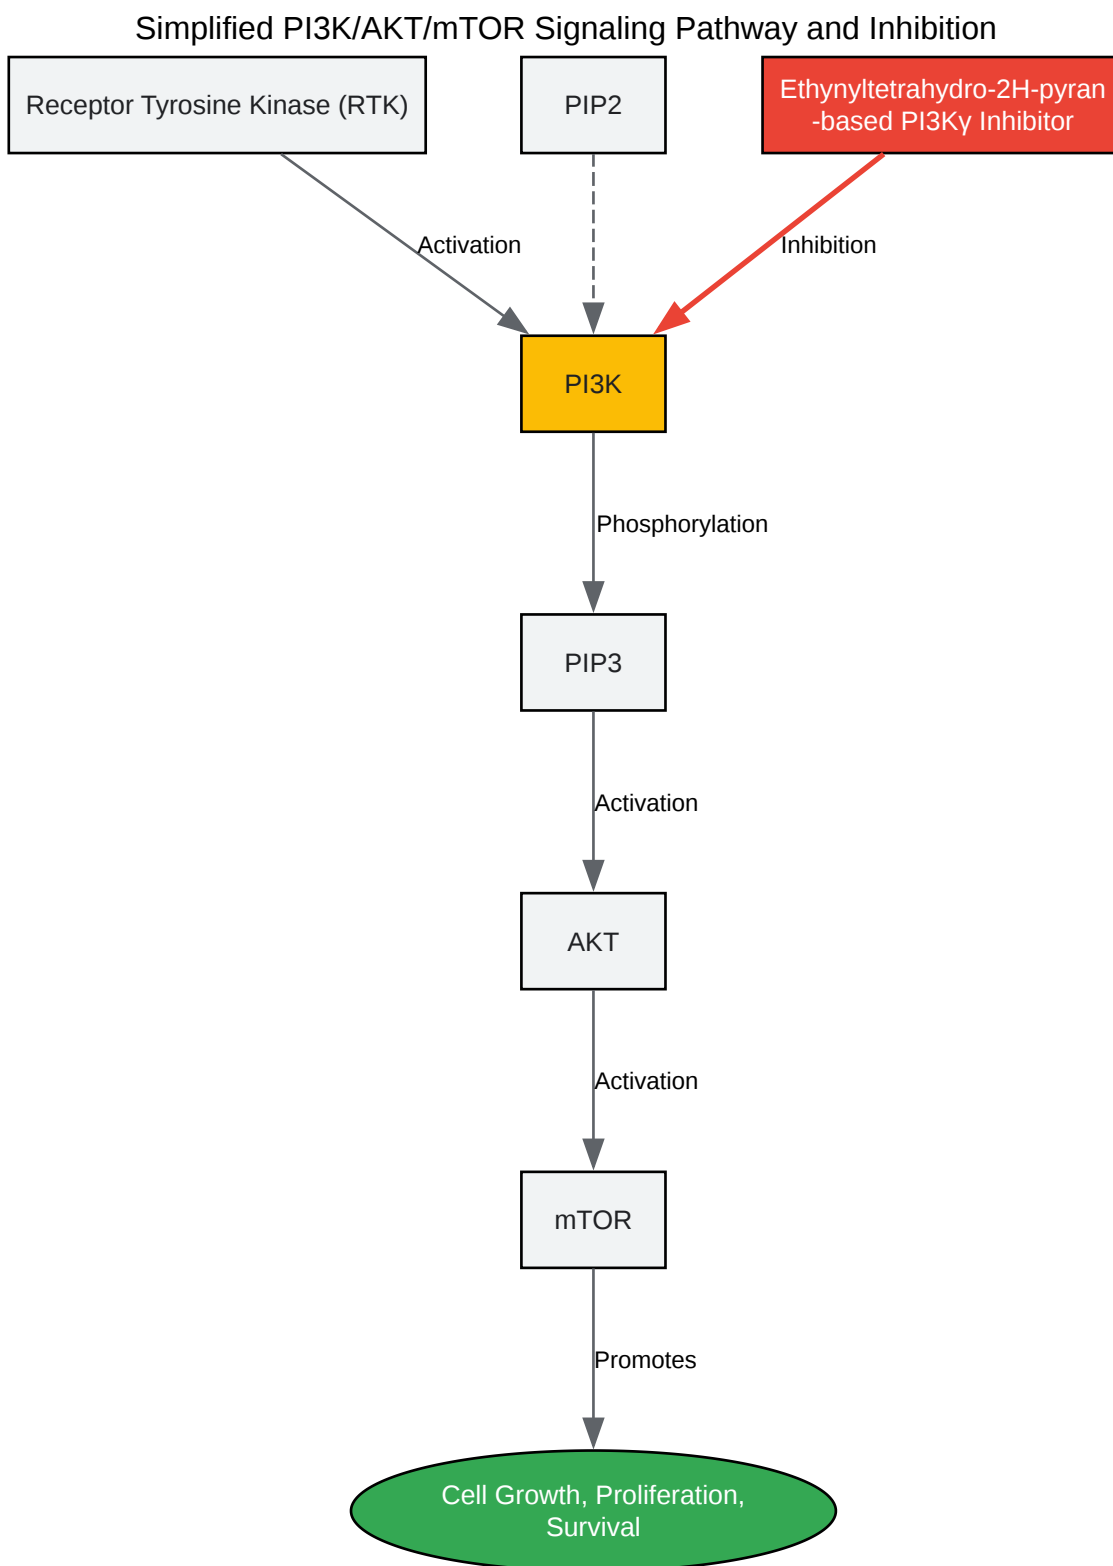 Simplified PI3K/AKT/mTOR Signaling Pathway and Inhibition
Receptor Tyrosine Kinase (RTK)
PIP2
Ethynyltetrahydro-2H-pyran
-based PI3Kγ Inhibitor
Activation
Inhibition
PI3K
Phosphorylation
PIP3
Activation
AKT
Activation
mTOR
Promotes
Cell Growth, Proliferation,
Survival